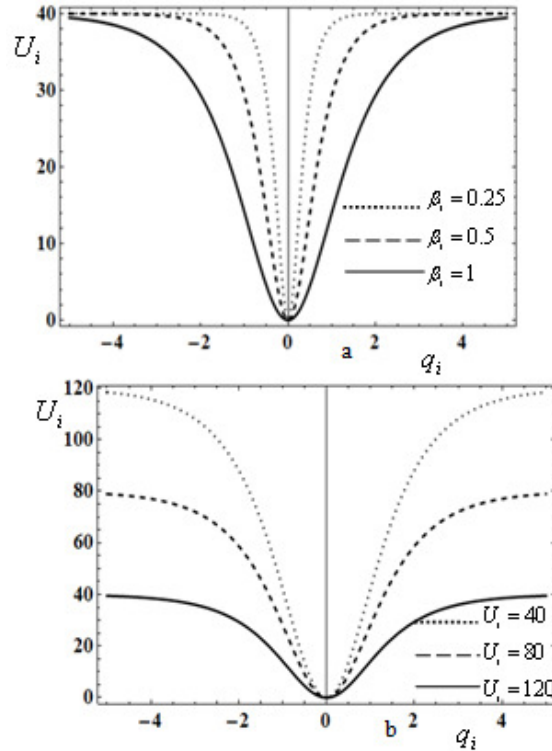 40
U_i
30
20
10
0
β_i = 0.25
β_i = 0.5
β_i = 1
−4 −2 0 2 4
a q_i
120
U_i
100
80
60
40
20
0
U_i = 40
U_i = 80
U_i = 120
−4 −2 0 2 4
b q_i